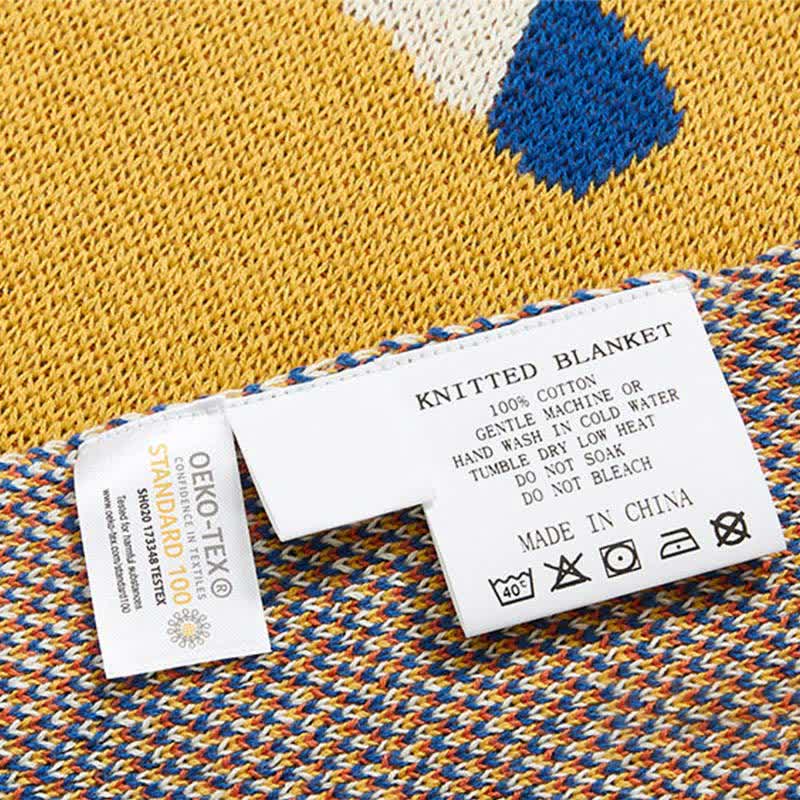 OEKO-TEX®
CONFIDENCE IN TEXTILES
STANDARD 100
SH020 173348 TESTEX
Tested for harmful substances
www.oeko-tex.com/standard100
KNITTED BLANKET
100% COTTON
GENTLE MACHINE OR
HAND WASH IN COLD WATER
TUMBLE DRY LOW HEAT
DO NOT SOAK
DO NOT BLEACH
MADE IN CHINA
40℃